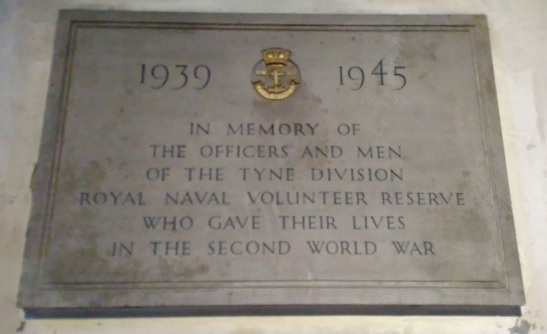 1939 1945
IN MEMORY OF
THE OFFICERS AND MEN
OF THE TYNE DIVISION
ROYAL NAVAL VOLUNTEER RESERVE
WHO GAVE THEIR LIVES
IN THE SECOND WORLD WAR